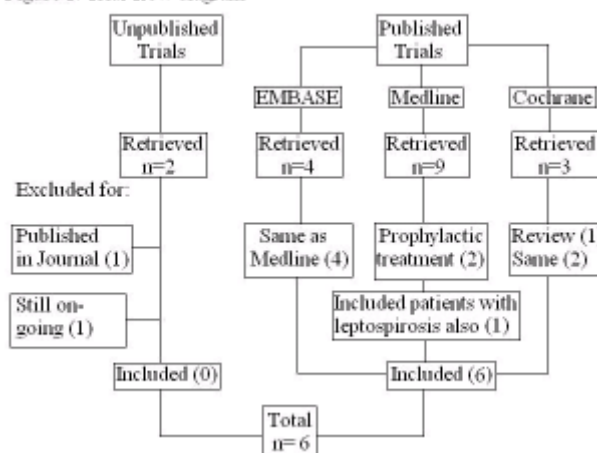 Unpublished
Trials
Published
Trials
EMBASE
Medline
Cochrane
Retrieved
n=2
Retrieved
n=4
Retrieved
n=9
Retrieved
n=3
Excluded for:
Published
in Journal (1)
Same as
Medline (4)
Prophylactic
treatment (2)
Review (1
Same (2)
Still on-
going (1)
Included patients with
leptospirosis also (1)
Included (0)
Included (6)
Total
n=6